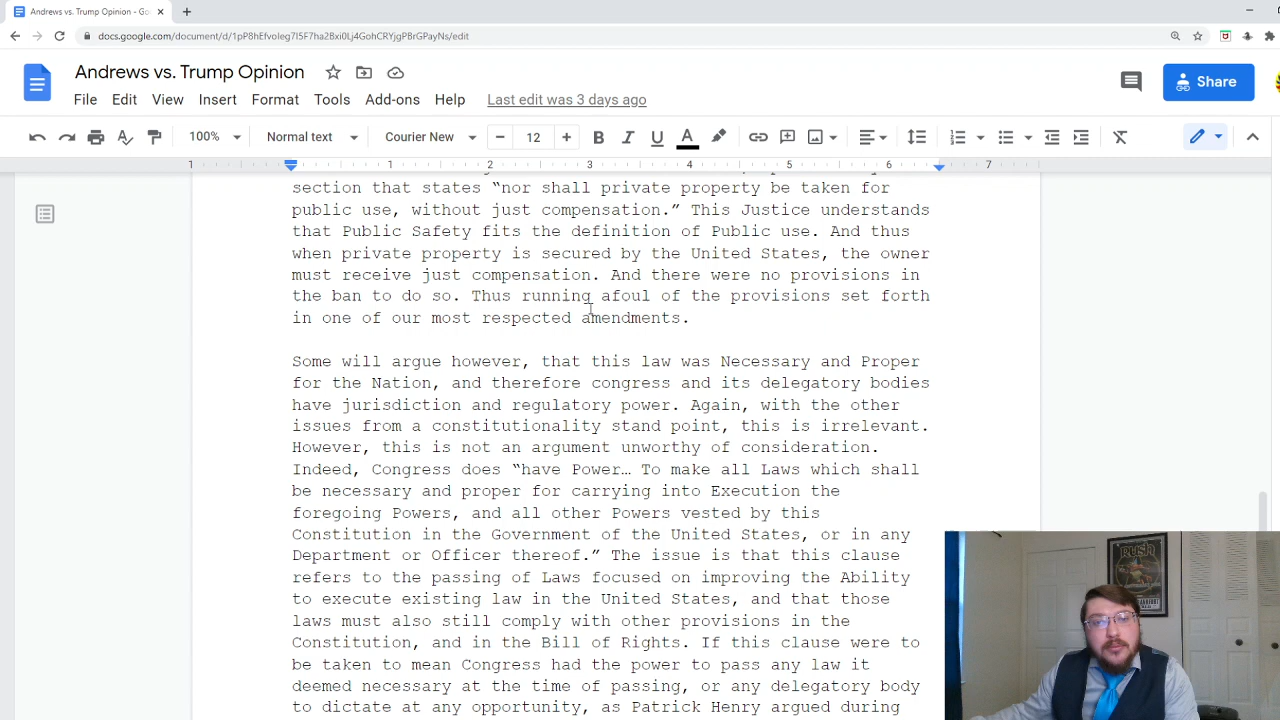 Andrews vs. Trump Opinion - Go
docs.google.com/document/d/1pP8hEfvoIeg7I5F7ha2Bxi0Lj4GohCRYjgPBrGPayNs/edit
Andrews vs. Trump Opinion
Share
File Edit View Insert Format Tools Add-ons Help Last edit was 3 days ago
100% Normal text Courier New 12
1 1 2 3 4 5 6 7
section that states “nor shall private property be taken for
public use, without just compensation.” This Justice understands
that Public Safety fits the definition of Public use. And thus
when private property is secured by the United States, the owner
must receive just compensation. And there were no provisions in
the ban to do so. Thus running afoul of the provisions set forth
in one of our most respected amendments.
Some will argue however, that this law was Necessary and Proper
for the Nation, and therefore congress and its delegatory bodies
have jurisdiction and regulatory power. Again, with the other
issues from a constitutionality stand point, this is irrelevant.
However, this is not an argument unworthy of consideration.
Indeed, Congress does “have Power… To make all Laws which shall
be necessary and proper for carrying into Execution the
foregoing Powers, and all other Powers vested by this
Constitution in the Government of the United States, or in any
Department or Officer thereof.” The issue is that this clause
refers to the passing of Laws focused on improving the Ability
to execute existing law in the United States, and that those
laws must also still comply with other provisions in the
Constitution, and in the Bill of Rights. If this clause were to
be taken to mean Congress had the power to pass any law it
deemed necessary at the time of passing, or any delegatory body
to dictate at any opportunity, as Patrick Henry argued during
RUSH